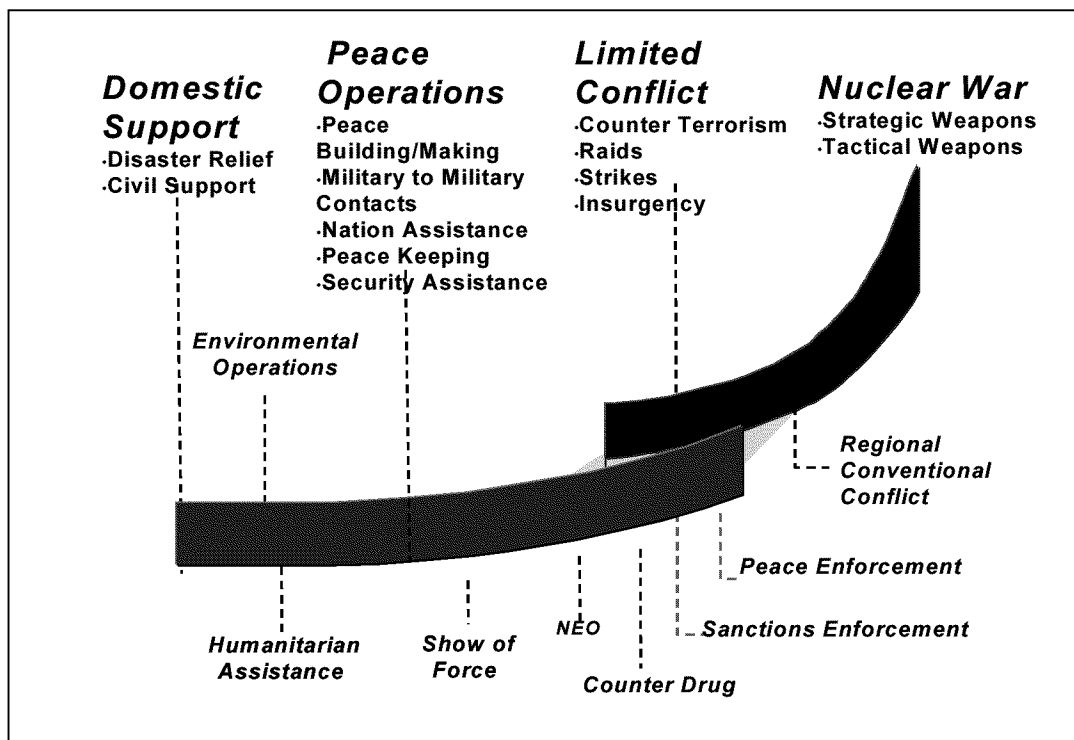 Domestic
Support
·Disaster Relief
·Civil Support
Peace
Operations
·Peace
Building/Making
·Military to Military
Contacts
·Nation Assistance
·Peace Keeping
·Security Assistance
Limited
Conflict
·Counter Terrorism
·Raids
·Strikes
·Insurgency
Nuclear War
·Strategic Weapons
·Tactical Weapons
Environmental
Operations
Regional
Conventional
Conflict
Peace Enforcement
Humanitarian
Assistance
Show of
Force
NEO
Sanctions Enforcement
Counter Drug